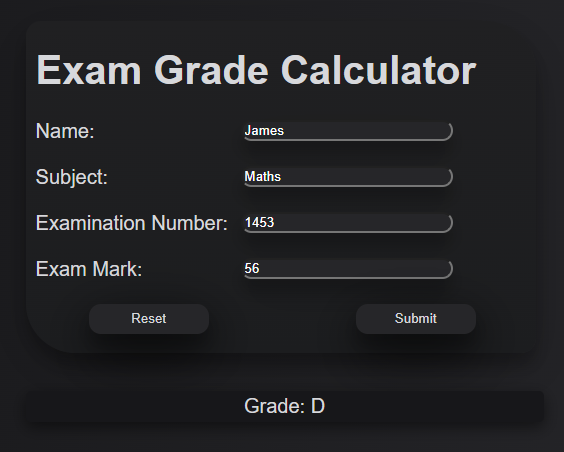 Exam Grade Calculator
Name: James
Subject: Maths
Examination Number: 1453
Exam Mark: 56
Reset Submit
Grade: D